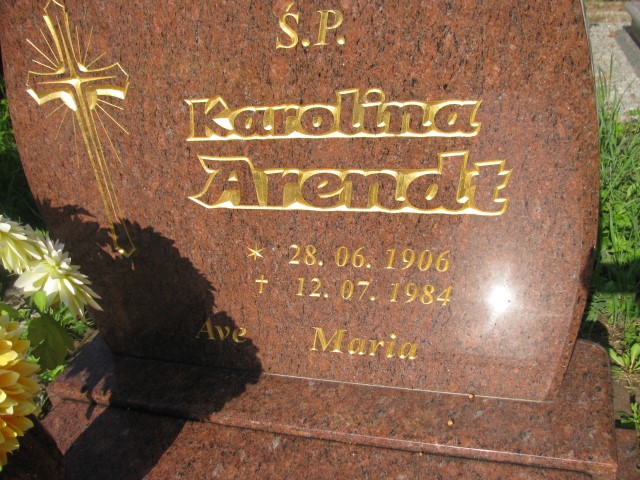 Ś.P.
Karolina
Arendt
* 28. 06. 1906
† 12. 07. 1984
Ave Maria